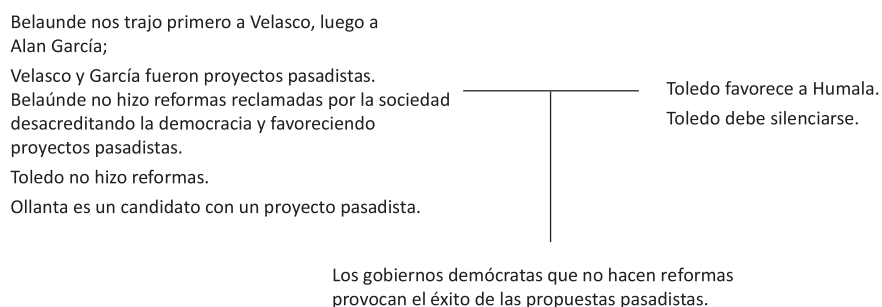 Belaunde nos trajo primero a Velasco, luego a
Alan García;
Velasco y García fueron proyectos pasadistas.
Belaúnde no hizo reformas reclamadas por la sociedad
desacreditando la democracia y favoreciendo
proyectos pasadistas.
Toledo no hizo reformas.
Ollanta es un candidato con un proyecto pasadista.
Toledo favorece a Humala.
Toledo debe silenciarse.
Los gobiernos demócratas que no hacen reformas
provocan el éxito de las propuestas pasadistas.